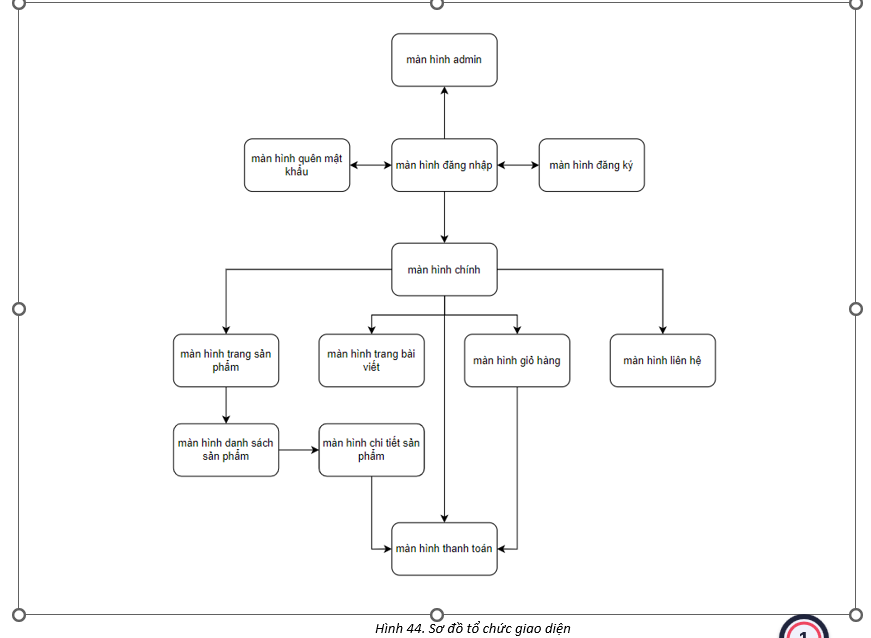 màn hình admin
màn hình quên mật
khẩu
màn hình đăng nhập
màn hình đăng ký
màn hình chính
màn hình trang sản
phẩm
màn hình trang bài
viết
màn hình giỏ hàng
màn hình liên hệ
màn hình danh sách
sản phẩm
màn hình chi tiết sản
phẩm
màn hình thanh toán
Hình 44. Sơ đồ tổ chức giao diện
1